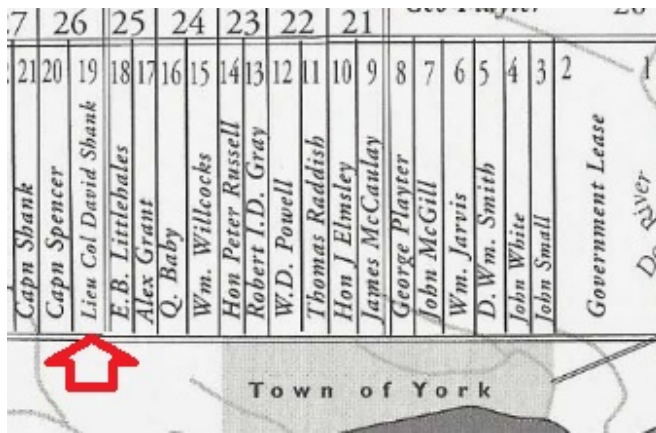 27 26 25 24 23 22 21
21 20 19 18 17 16 15 14 13 12 11 10 9 8 7 6 5 4 3 2 1
Capn Shank
Capn Spencer
Lieu Col David Shank
E.B. Littlehales
Alex Grant
Q. Baby
Wm. Willcocks
Hon Peter Russell
Robert I.D. Gray
W.D. Powell
Thomas Raddish
Hon J Elmsley
James McCaulay
George Playter
John McGill
Wm. Jarvis
D.Wm. Smith
John White
John Small
Government Lease
River
Town of York